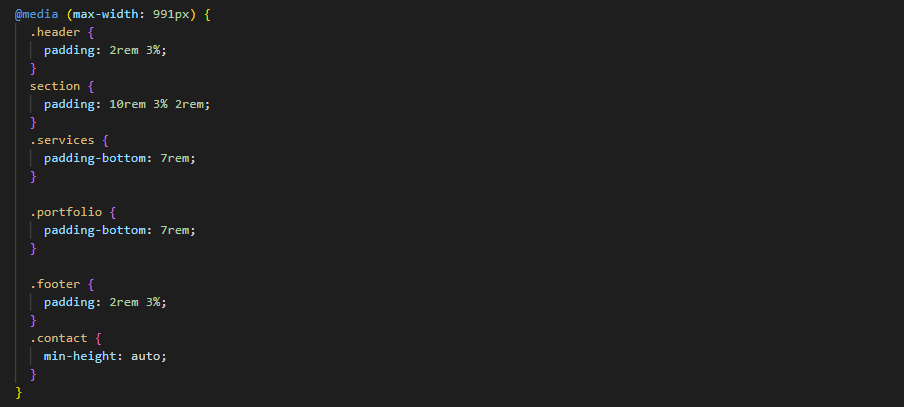 @media (max-width: 991px) {
  .header {
    padding: 2rem 3%;
  }
  section {
    padding: 10rem 3% 2rem;
  }
  .services {
    padding-bottom: 7rem;
  }

  .portfolio {
    padding-bottom: 7rem;
  }

  .footer {
    padding: 2rem 3%;
  }
  .contact {
    min-height: auto;
  }
}